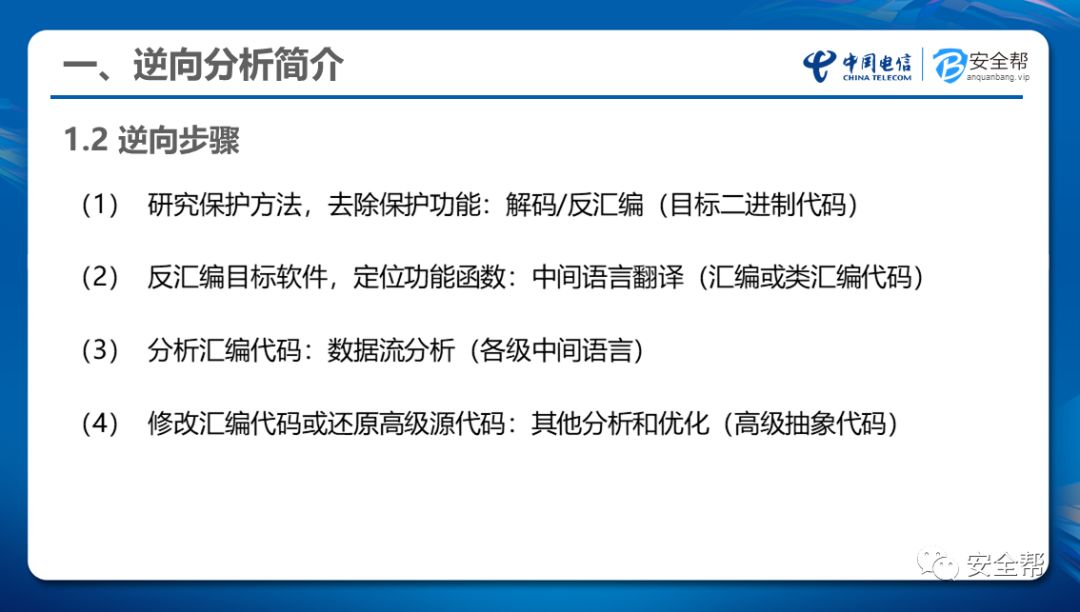 一、逆向分析简介
中国电信
CHINA TELECOM
安全帮
anquanbang.vip
1.2 逆向步骤
（1） 研究保护方法，去除保护功能：解码/反汇编（目标二进制代码）
（2） 反汇编目标软件，定位功能函数：中间语言翻译（汇编或类汇编代码）
（3） 分析汇编代码：数据流分析（各级中间语言）
（4） 修改汇编代码或还原高级源代码：其他分析和优化（高级抽象代码）
安全帮